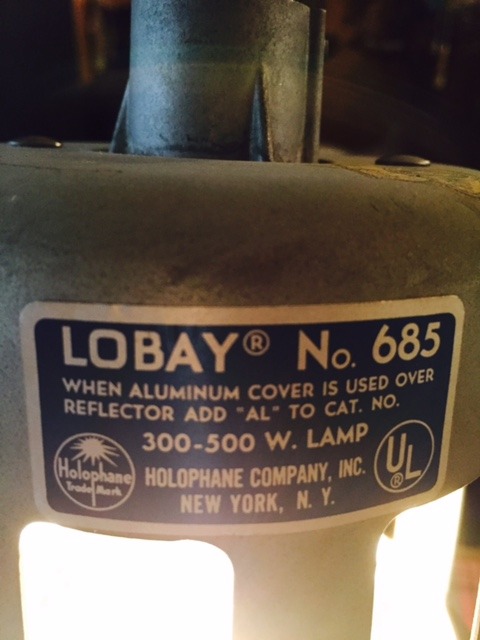 LOBAY® No. 685
WHEN ALUMINUM COVER IS USED OVER
REFLECTOR ADD "AL" TO CAT. NO.
300-500 W. LAMP
Holophane
Trade Mark
HOLOPHANE COMPANY, INC.
NEW YORK, N. Y.
UL
®